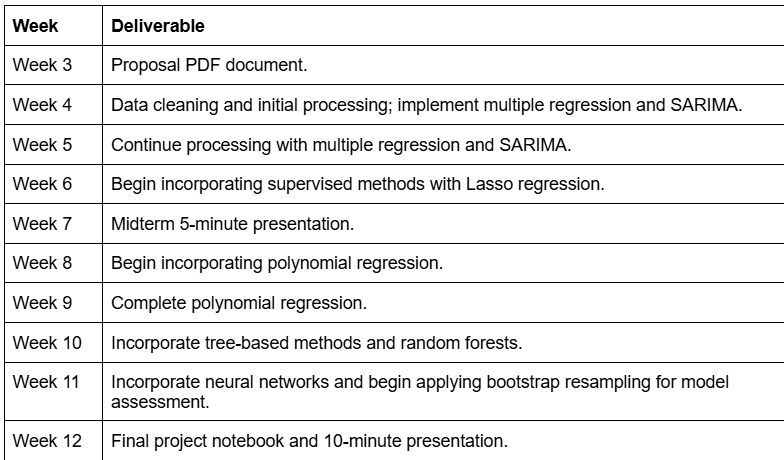 Week Deliverable
Week 3 Proposal PDF document.
Week 4 Data cleaning and initial processing; implement multiple regression and SARIMA.
Week 5 Continue processing with multiple regression and SARIMA.
Week 6 Begin incorporating supervised methods with Lasso regression.
Week 7 Midterm 5-minute presentation.
Week 8 Begin incorporating polynomial regression.
Week 9 Complete polynomial regression.
Week 10 Incorporate tree-based methods and random forests.
Week 11 Incorporate neural networks and begin applying bootstrap resampling for model
assessment.
Week 12 Final project notebook and 10-minute presentation.